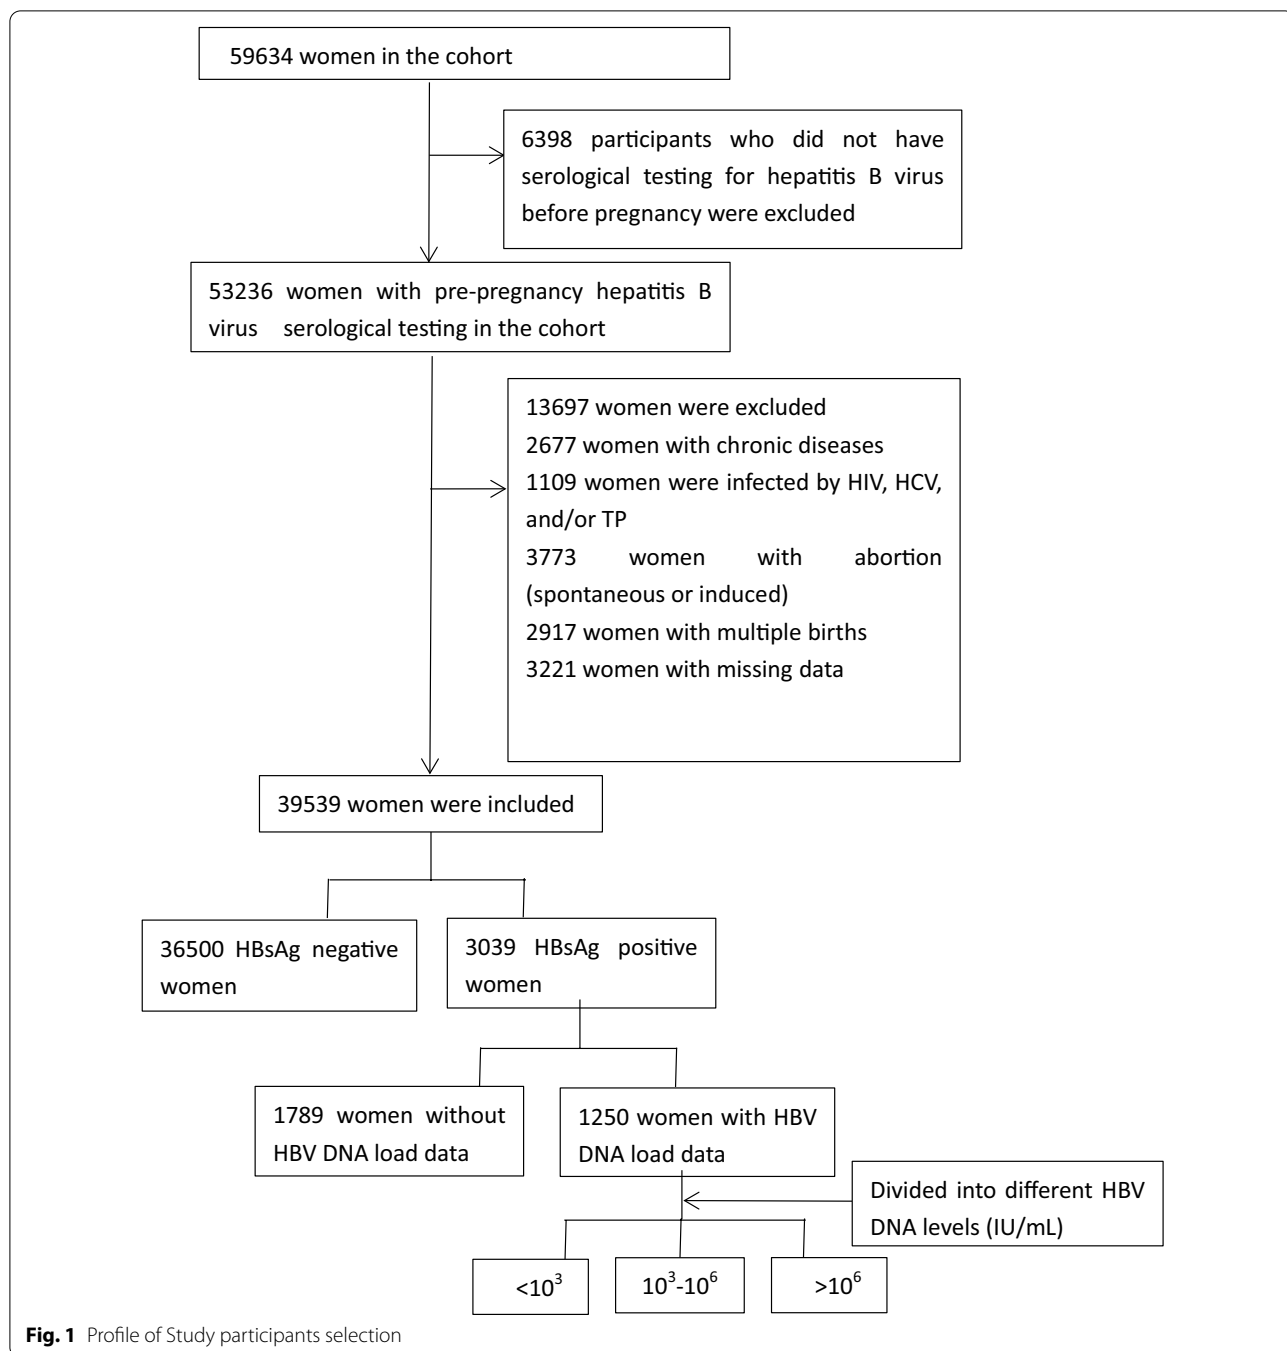 59634 women in the cohort
6398 participants who did not have
serological testing for hepatitis B virus
before pregnancy were excluded
53236 women with pre-pregnancy hepatitis B
virus serological testing in the cohort
13697 women were excluded
2677 women with chronic diseases
1109 women were infected by HIV, HCV,
and/or TP
3773 women with abortion
(spontaneous or induced)
2917 women with multiple births
3221 women with missing data
39539 women were included
36500 HBsAg negative
women
3039 HBsAg positive
women
1789 women without
HBV DNA load data
1250 women with HBV
DNA load data
Divided into different HBV
DNA levels (IU/mL)
<10³
10³-10⁶
>10⁶
Fig. 1 Profile of Study participants selection